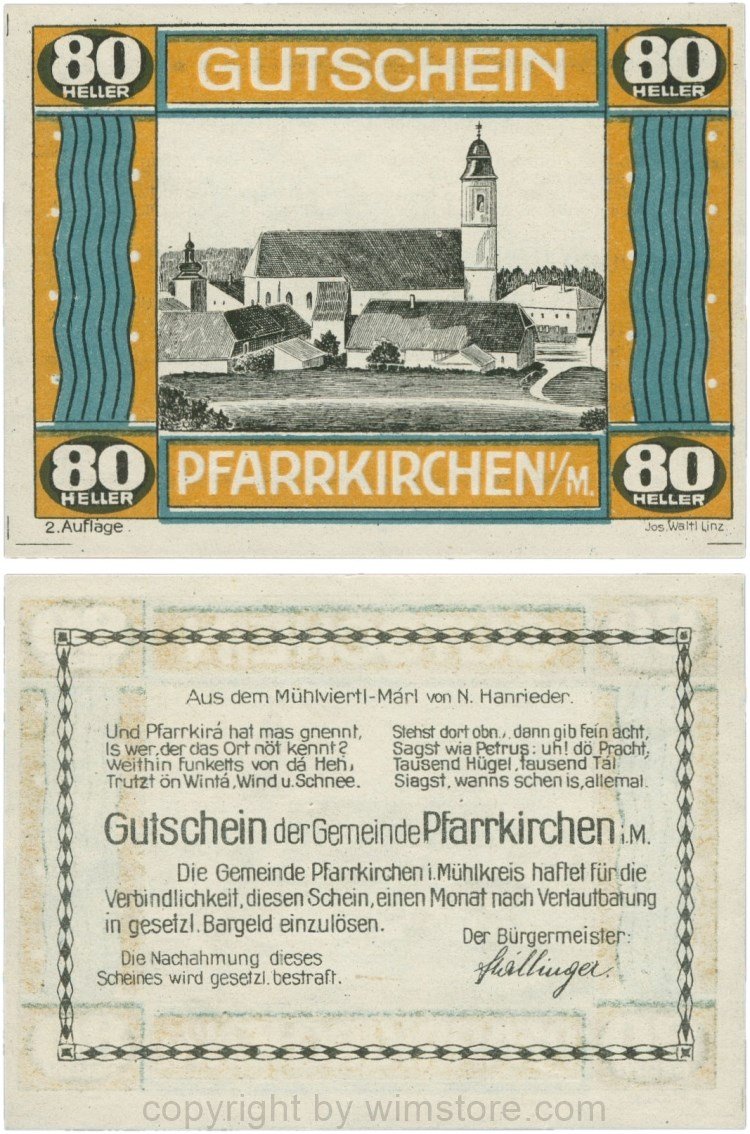 80 HELLER
GUTSCHEIN
80 HELLER
80 HELLER
PFARRKIRCHEN i/M.
80 HELLER
2. Auflage.
Jos. Waltl Linz
Aus dem Mühlviertl-Márl von N. Hanrieder.
Und Pfarrkirá hat mas gnennt,
Is wer, der das Ort nöt kennt?
Weithin funkelts von dá Heh,
Trutzt ön Wintá, Wind u. Schnee.
Stehst dort obn, dann gib fein acht,
Sagst wia Petrus: uh! dö Pracht,
Tausend Hügel, tausend Tál
Siagst, wanns schen is, allemal.
Gutschein der Gemeinde Pfarrkirchen i.M.
Die Gemeinde Pfarrkirchen i. Mühlkreis haftet für die
Verbindlichkeit, diesen Schein, einen Monat nach Verlautbarung
in gesetzl. Bargeld einzulösen.
Die Nachahmung dieses
Scheines wird gesetzl. bestraft.
Der Bürgermeister:
copyright by wimstore.com